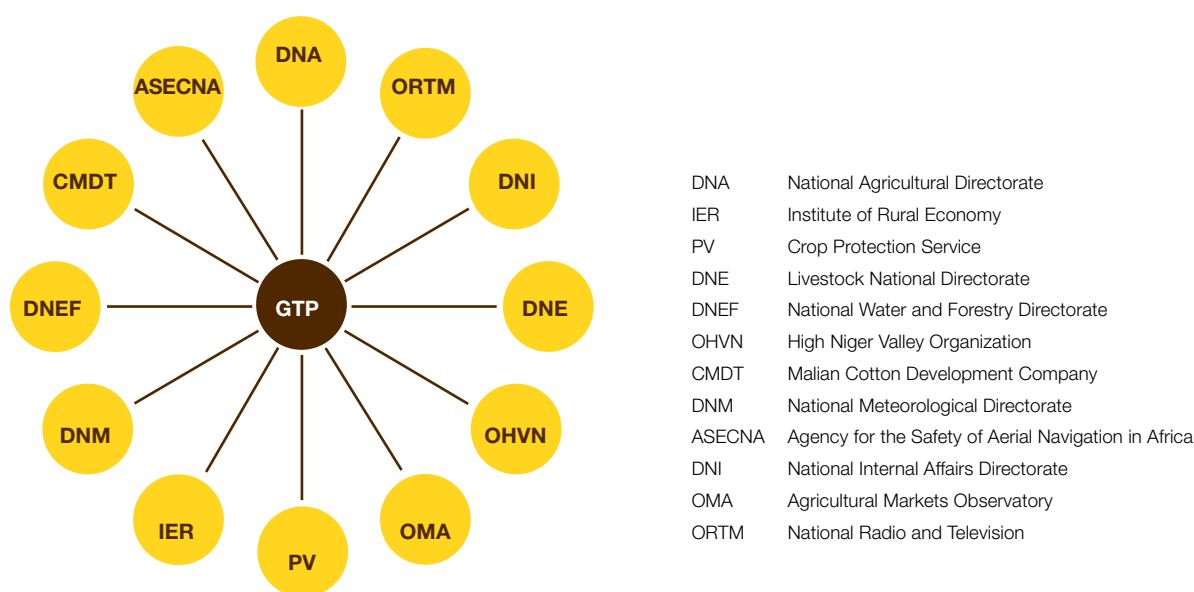 DNA
ASECNA
ORTM
CMDT
DNI
DNEF
GTP
DNE
DNM
OHVN
IER
OMA
PV
DNA National Agricultural Directorate
IER Institute of Rural Economy
PV Crop Protection Service
DNE Livestock National Directorate
DNEF National Water and Forestry Directorate
OHVN High Niger Valley Organization
CMDT Malian Cotton Development Company
DNM National Meteorological Directorate
ASECNA Agency for the Safety of Aerial Navigation in Africa
DNI National Internal Affairs Directorate
OMA Agricultural Markets Observatory
ORTM National Radio and Television